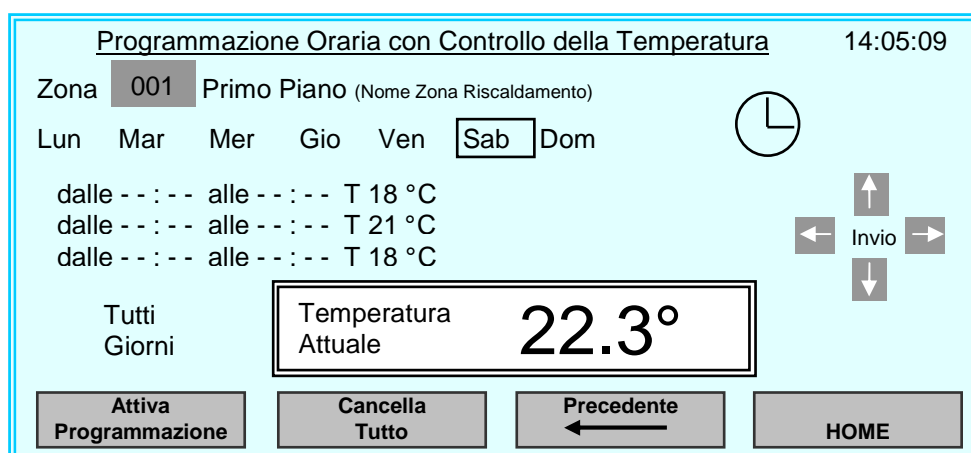 Programmazione Oraria con Controllo della Temperatura 14:05:09
Zona 001 Primo Piano (Nome Zona Riscaldamento)
Lun Mar Mer Gio Ven Sab Dom
dalle - - : - - alle - - : - - T 18 °C
dalle - - : - - alle - - : - - T 21 °C
dalle - - : - - alle - - : - - T 18 °C
Invio
Tutti
Giorni
Temperatura
Attuale
22.3°
Attiva
Programmazione
Cancella
Tutto
Precedente
HOME